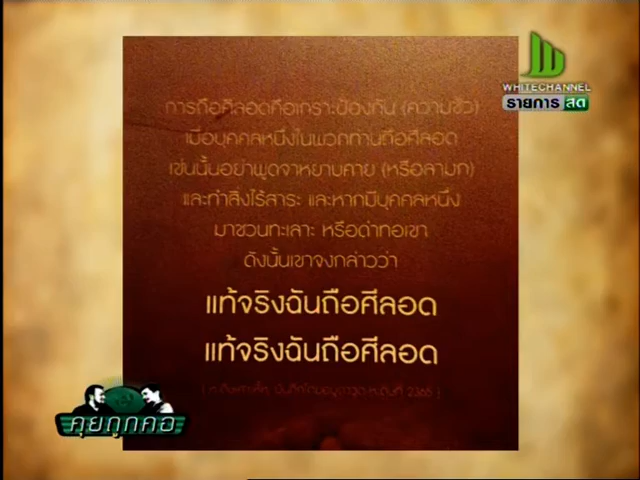 WHITECHANNEL
รายการ สด
การถือศีลอดคือเกราะป้องกัน (ความชั่ว)
เมื่อบุคคลหนึ่งในพวกท่านถือศีลอด
เช่นนั้นอย่าพูดจาหยาบคาย (หรือลามก)
และทำสิ่งไร้สาระ และหากมีบุคคลหนึ่ง
มาชวนทะเลาะ หรือด่าทอเขา
ดังนั้นเขาจงกล่าวว่า
แท้จริงฉันถือศีลอด
แท้จริงฉันถือศีลอด
2365 )
คุยถูกคอ